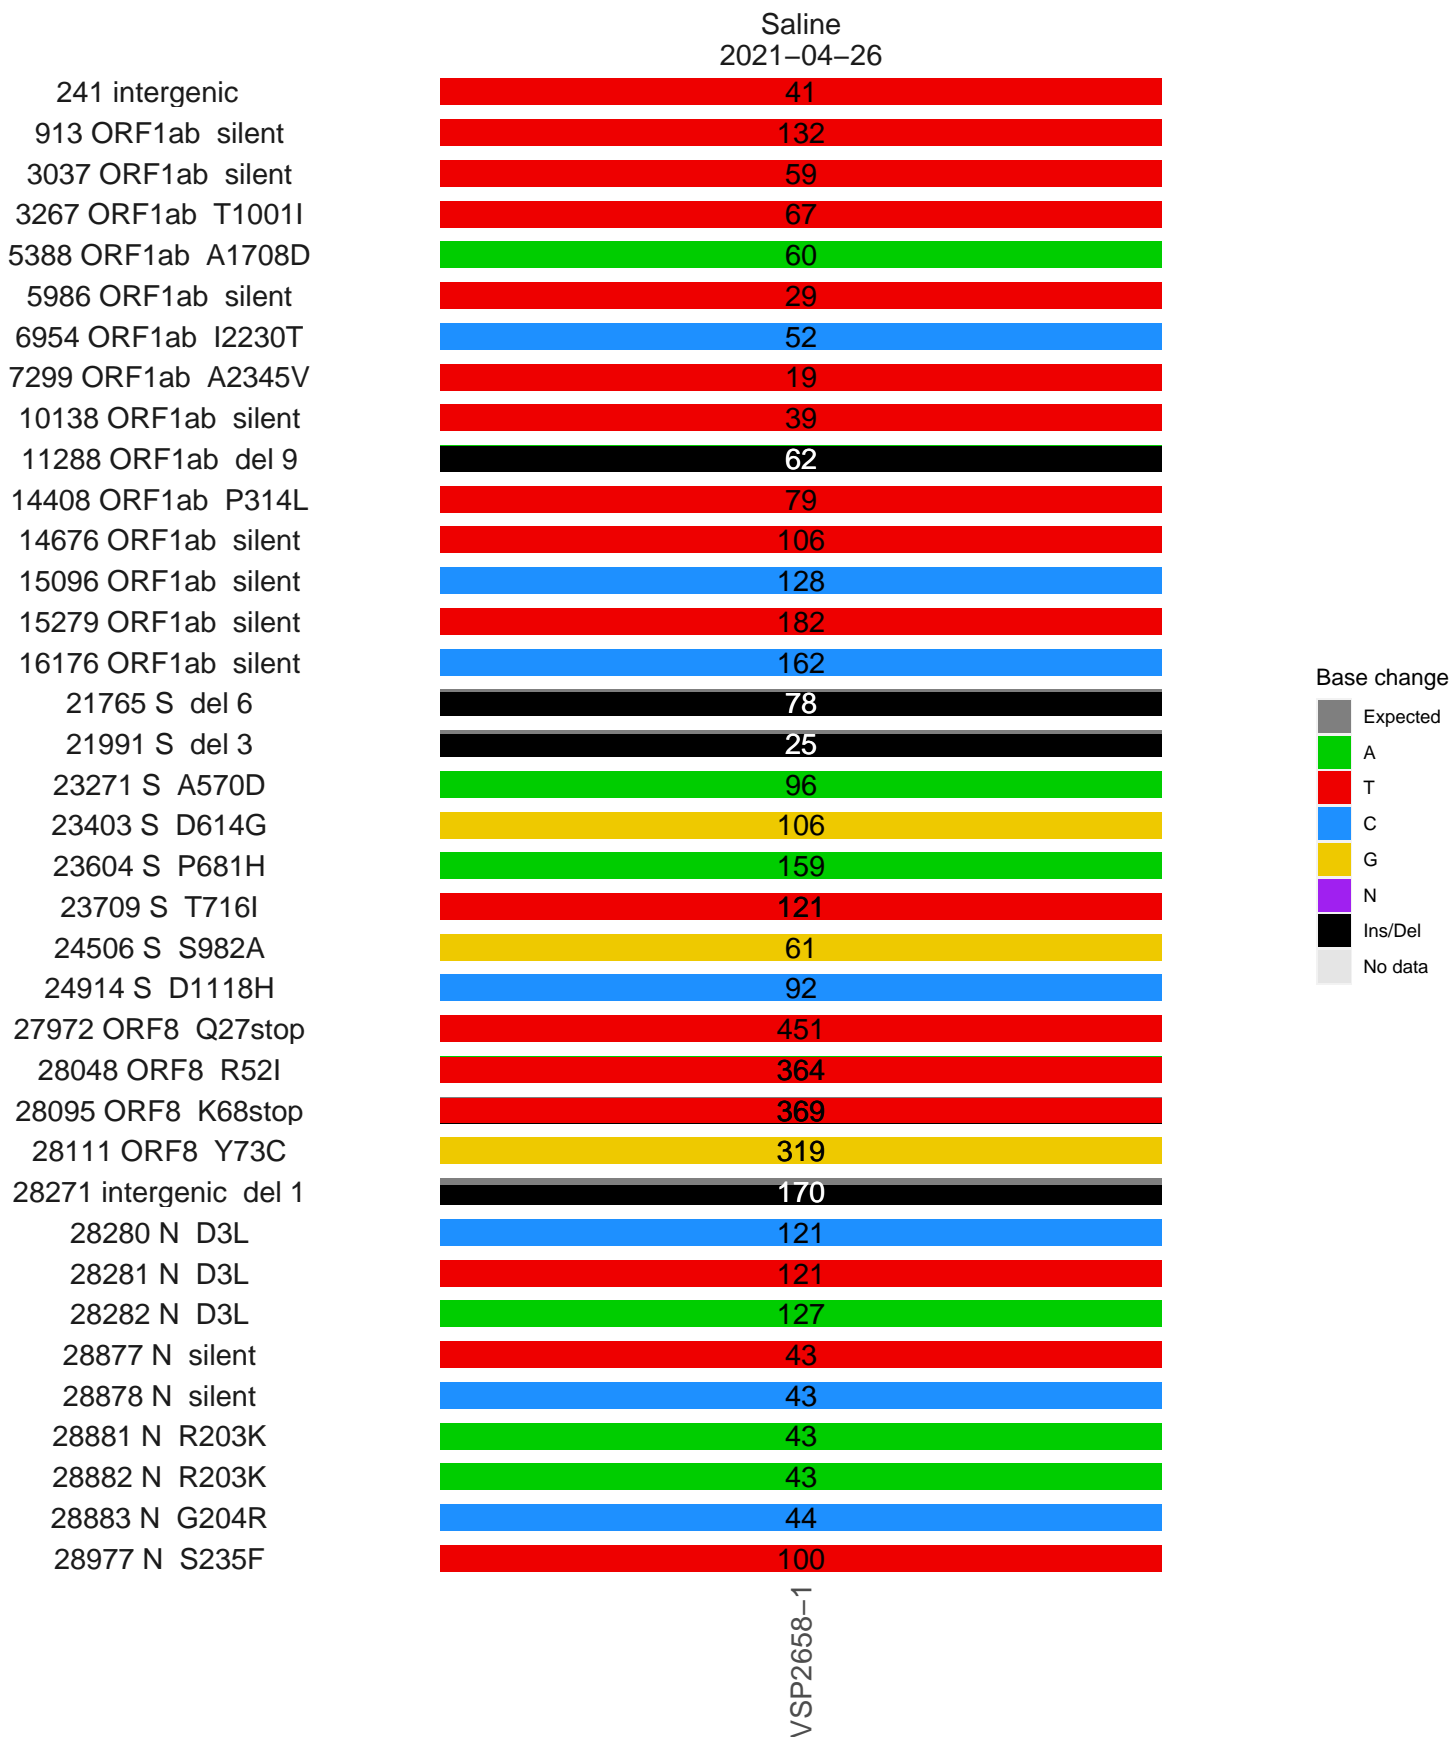 Saline
2021−04−26
241 intergenic 41
913 ORF1ab silent 132
3037 ORF1ab silent 59
3267 ORF1ab T1001I 67
5388 ORF1ab A1708D 60
5986 ORF1ab silent 29
6954 ORF1ab I2230T 52
7299 ORF1ab A2345V 19
10138 ORF1ab silent 39
11288 ORF1ab del 9 62
14408 ORF1ab P314L 79
14676 ORF1ab silent 106
15096 ORF1ab silent 128
15279 ORF1ab silent 182
16176 ORF1ab silent 162
21765 S del 6 78
21991 S del 3 25
23271 S A570D 96
23403 S D614G 106
23604 S P681H 159
23709 S T716I 121
24506 S S982A 61
24914 S D1118H 92
27972 ORF8 Q27stop 451
28048 ORF8 R52I 364
28095 ORF8 K68stop 369
28111 ORF8 Y73C 319
28271 intergenic del 1 170
28280 N D3L 121
28281 N D3L 121
28282 N D3L 127
28877 N silent 43
28878 N silent 43
28881 N R203K 43
28882 N R203K 43
28883 N G204R 44
28977 N S235F 100
VSP2658−1
Base change
Expected
A
T
C
G
N
Ins/Del
No data